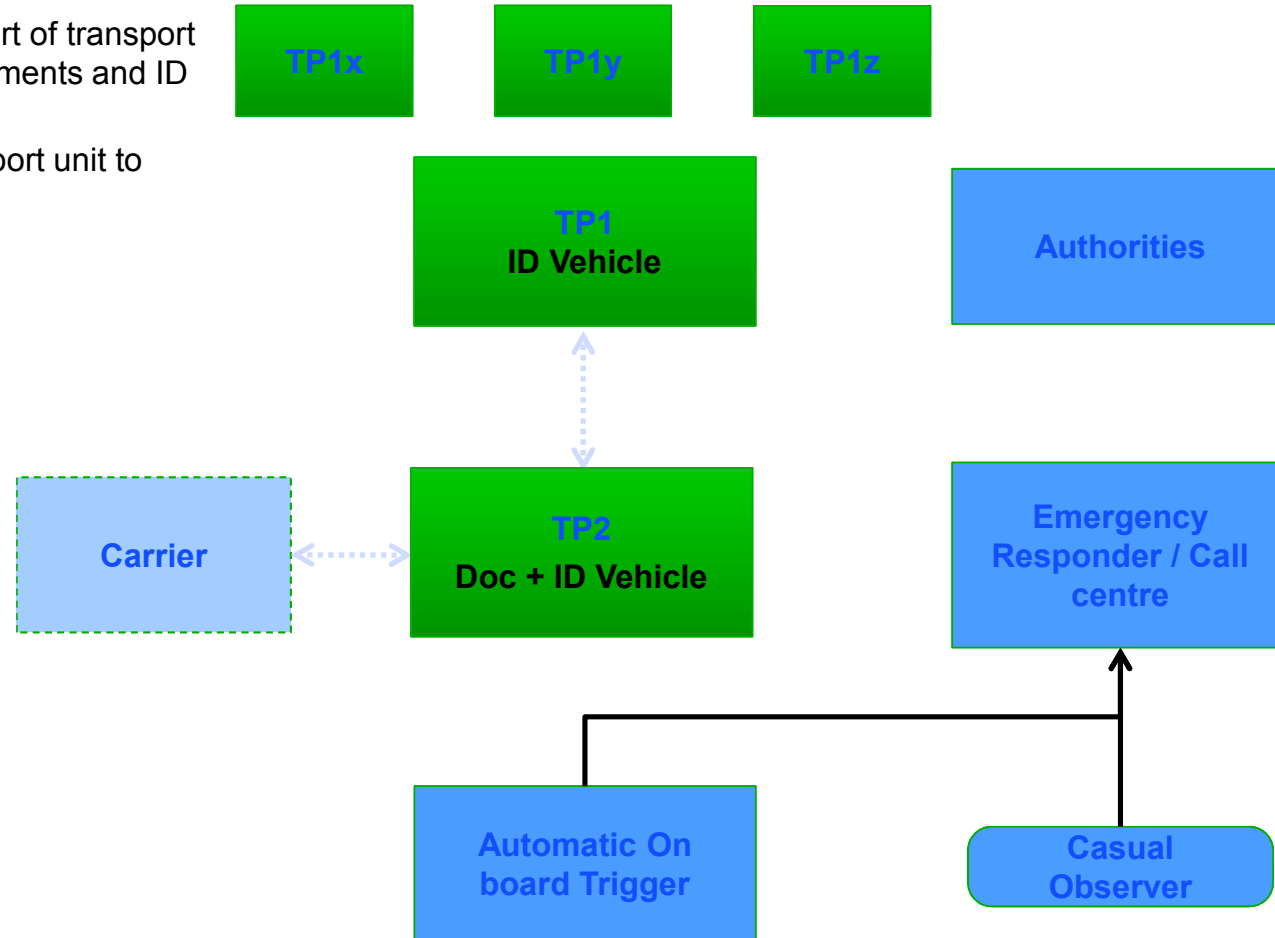 rt of transport
ments and ID
port unit to
TP1x
TP1y
TP1z
TP1
ID Vehicle
Authorities
Carrier
TP2
Doc + ID Vehicle
Emergency
Responder / Call
centre
Automatic On
board Trigger
Casual
Observer